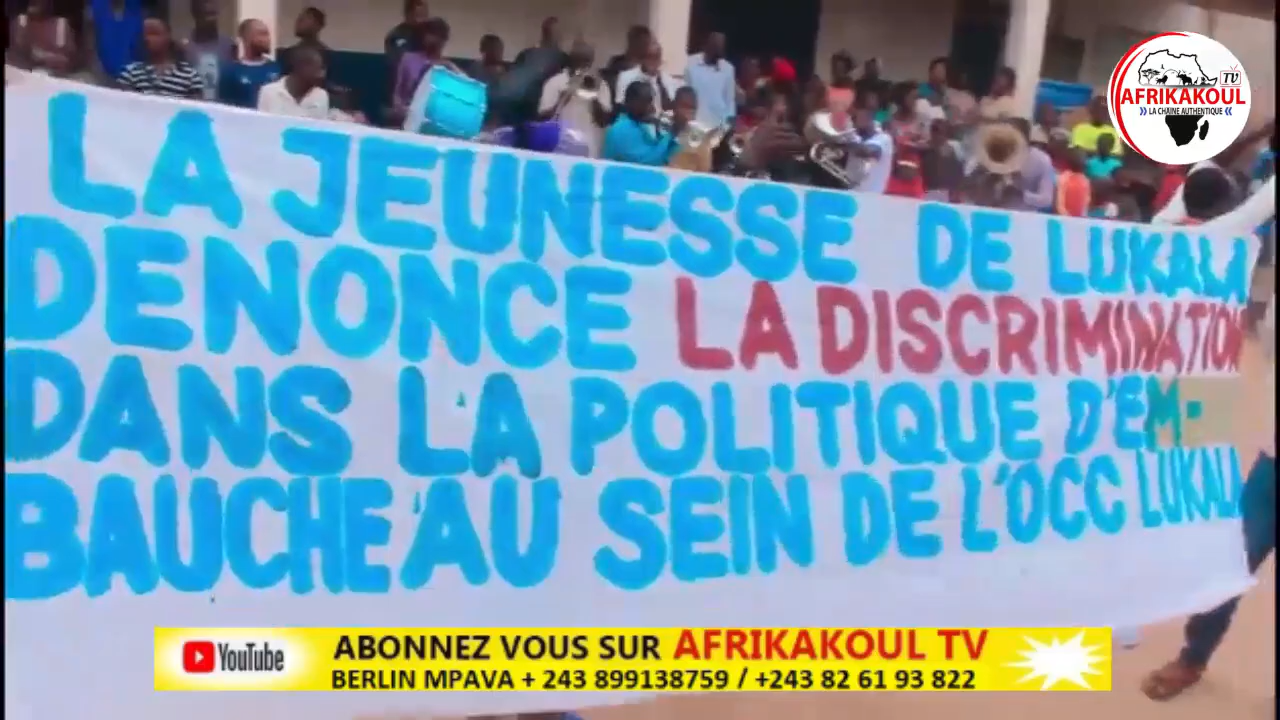 TV
AFRIKAKOUL
» LA CHAINE AUTHENTIQUE «
LA JEUNESSE DE LUKALA
DENONCE LA DISCRIMINATION
DANS LA POLITIQUE D'EM-
BAUCHE AU SEIN DE L'OCC LUKALA
YouTube
ABONNEZ VOUS SUR AFRIKAKOUL TV
BERLIN MPAVA + 243 899138759 / +243 82 61 93 822